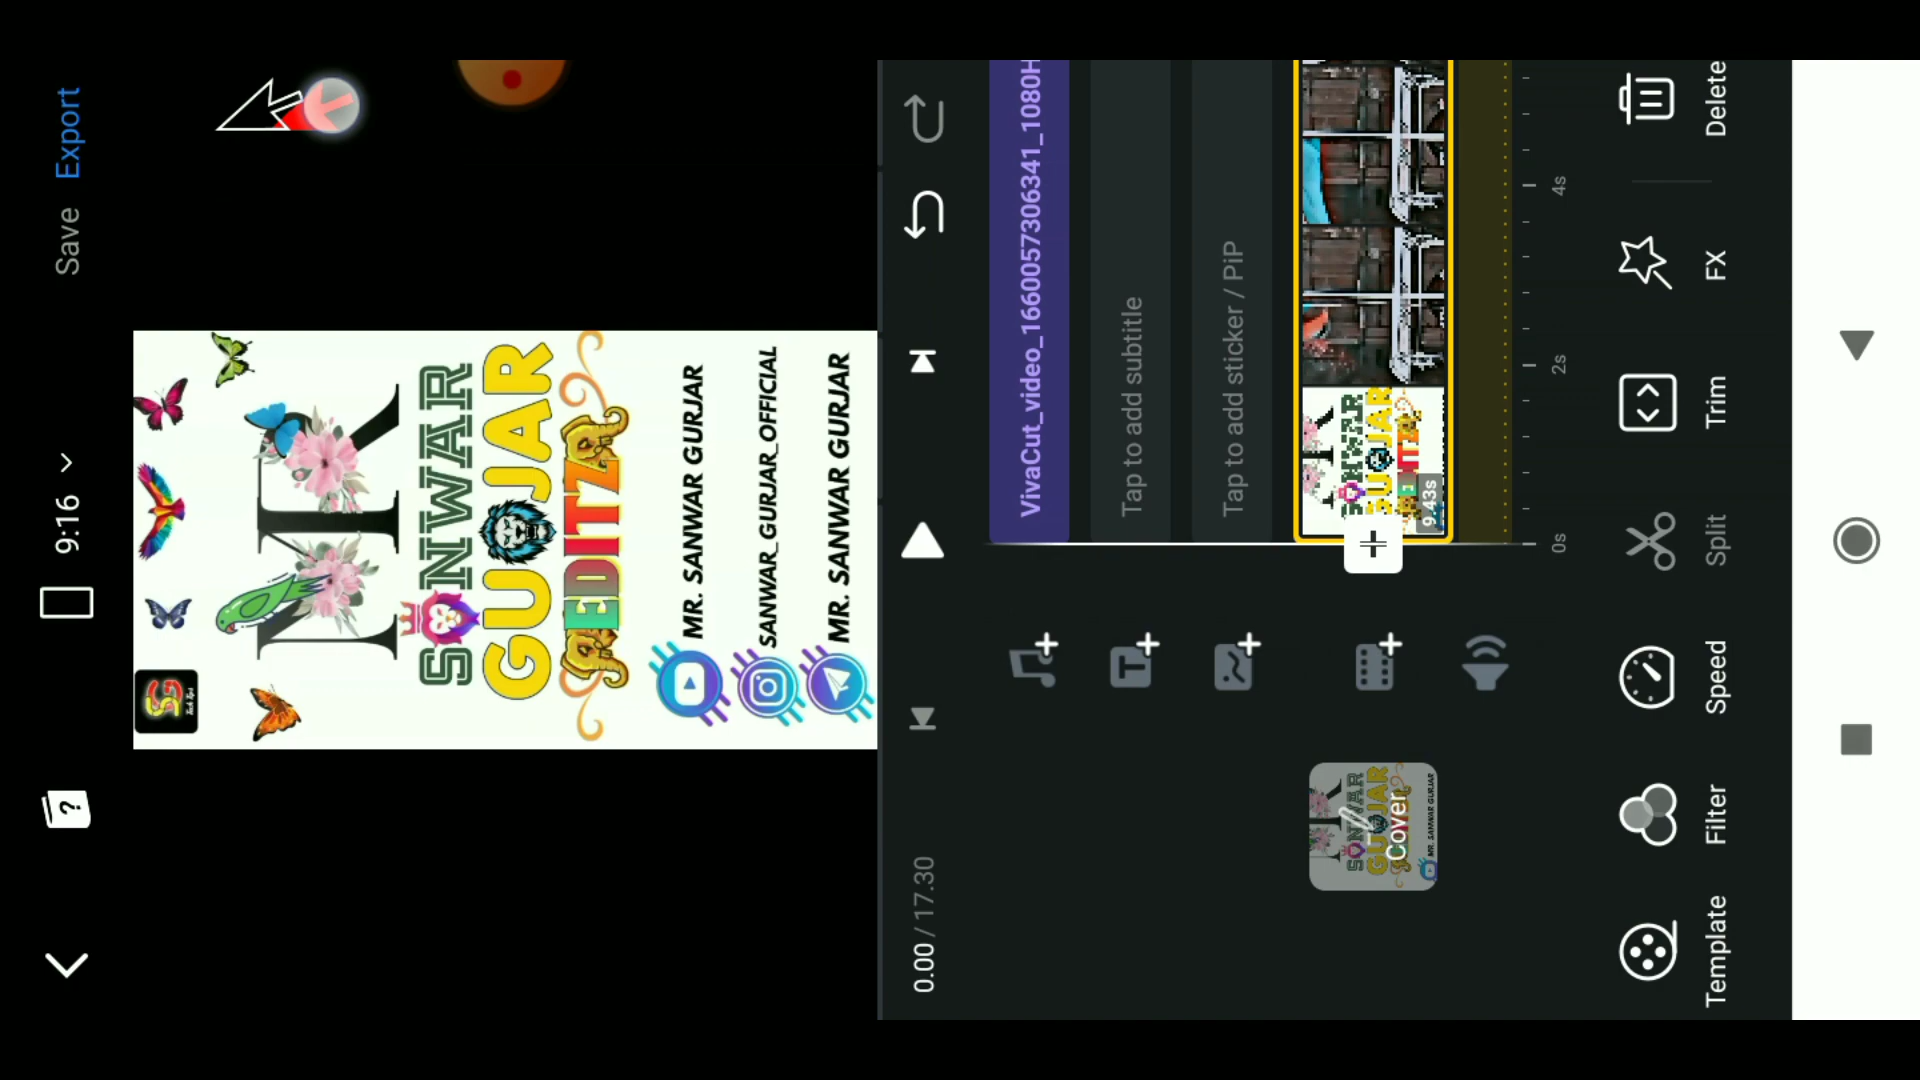 9:16
Save
Export
MR
SANWAR
GUJAR
EDITZ
MR. SANWAR GURJAR
SANWAR_GURJAR_OFFICIAL
MR. SANWAR GURJAR
0.00 / 17.30
VivaCut_video_1660057306341_1080H
Tap to add subtitle
Tap to add sticker / PiP
Cover
9.43s
0s
2s
4s
Template
Filter
Speed
Split
Trim
FX
Delete